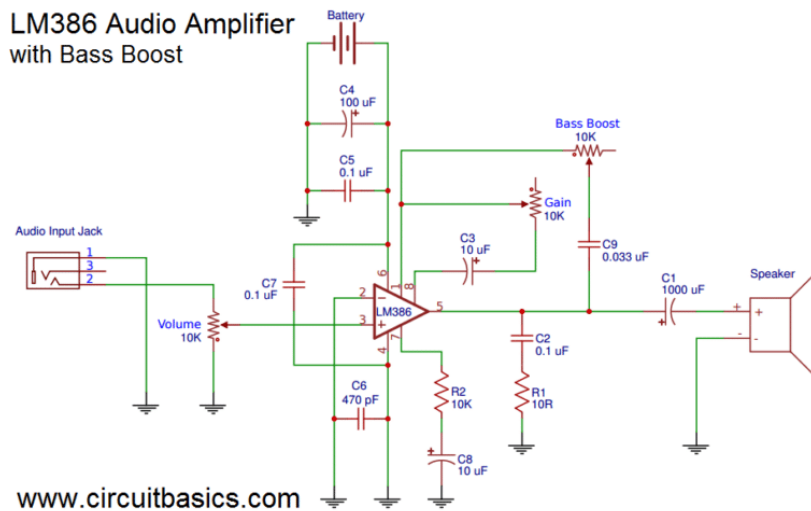 LM386 Audio Amplifier
with Bass Boost
Battery
C4
100 uF
+
C5
0.1 uF
Bass Boost
10K
Gain
10K
Audio Input Jack
1
3
2
C3
10 uF
+
C9
0.033 uF
C7
0.1 uF
6
1
8
2
−
LM386
5
3
+
4
7
Volume
10K
C1
1000 uF
+
Speaker
+
+
-
-
C2
0.1 uF
R1
10R
R2
10K
C6
470 pF
+
C8
10 uF
www.circuitbasics.com